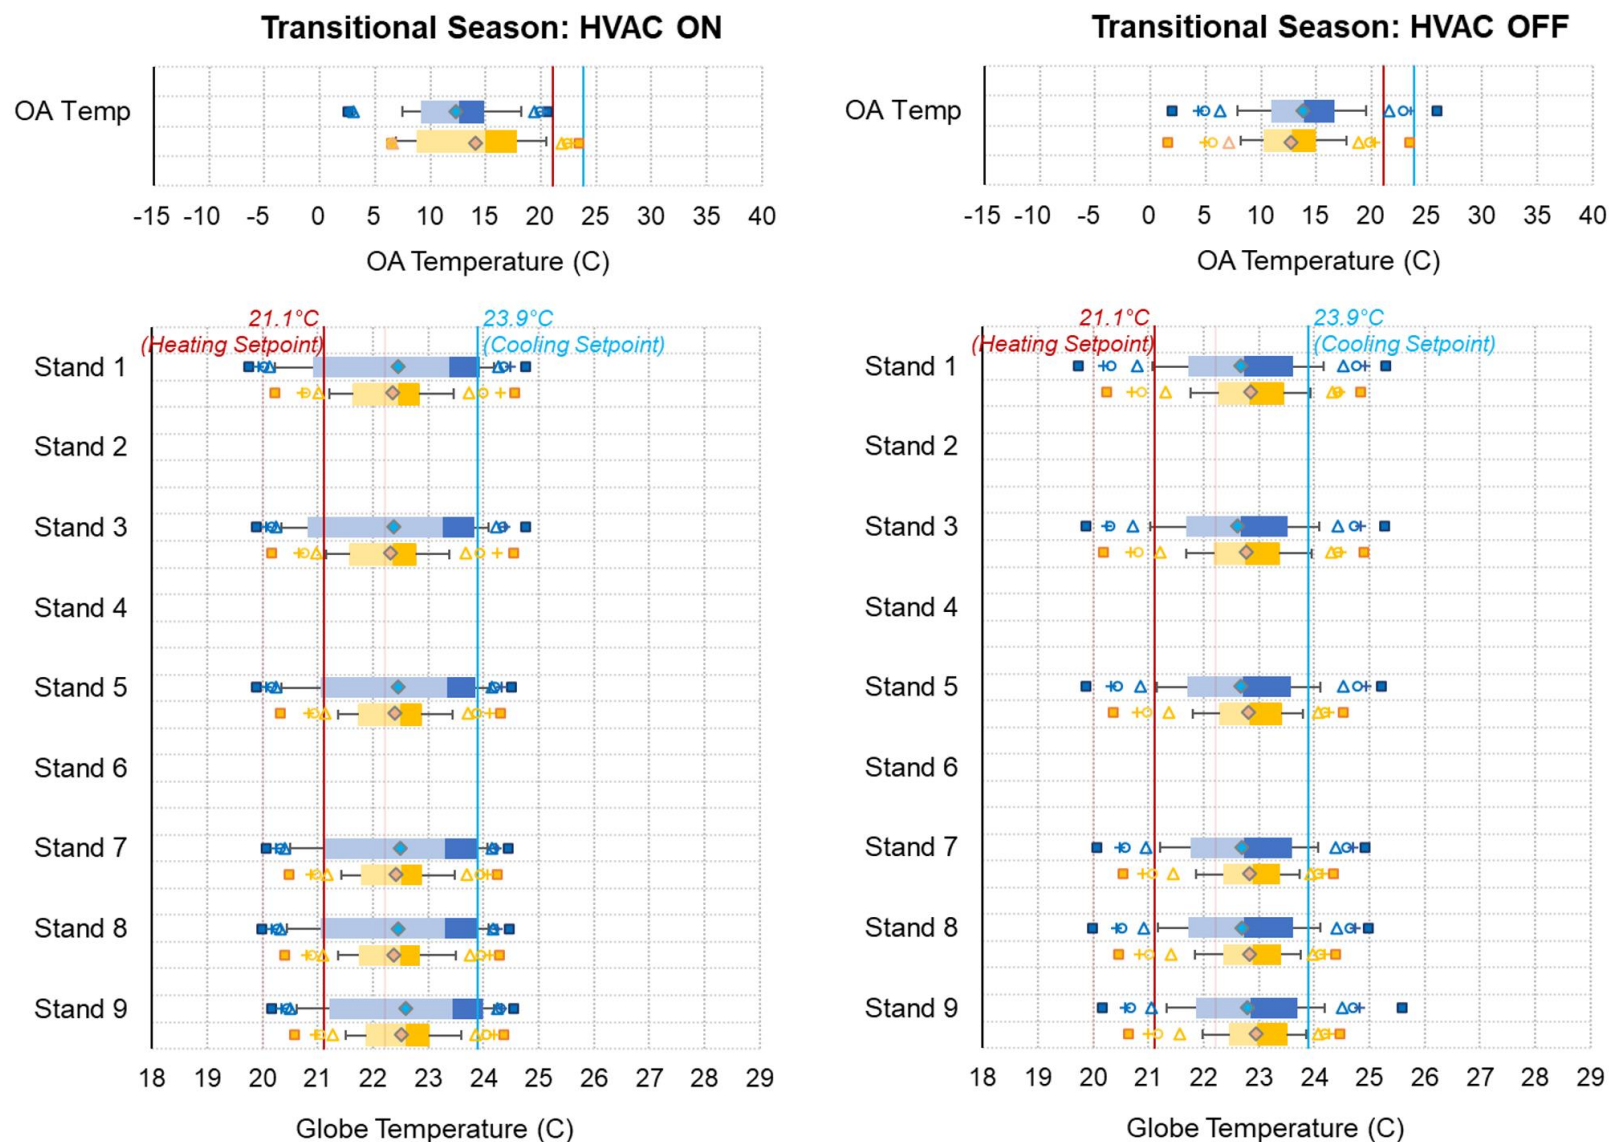 Transitional Season: HVAC ON
OA Temp
-15 -10 -5 0 5 10 15 20 25 30 35 40
OA Temperature (C)
21.1°C
(Heating Setpoint)
23.9°C
(Cooling Setpoint)
Stand 1
Stand 2
Stand 3
Stand 4
Stand 5
Stand 6
Stand 7
Stand 8
Stand 9
18 19 20 21 22 23 24 25 26 27 28 29
Globe Temperature (C)
Transitional Season: HVAC OFF
OA Temp
-15 -10 -5 0 5 10 15 20 25 30 35 40
OA Temperature (C)
21.1°C
(Heating Setpoint)
23.9°C
(Cooling Setpoint)
Stand 1
Stand 2
Stand 3
Stand 4
Stand 5
Stand 6
Stand 7
Stand 8
Stand 9
18 19 20 21 22 23 24 25 26 27 28 29
Globe Temperature (C)